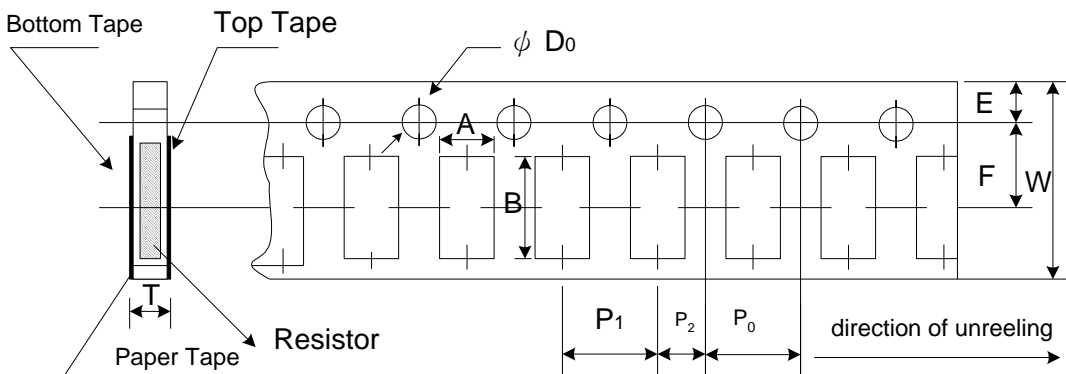 Bottom Tape
Top Tape
ψ D0
A
E
F
W
B
T
Resistor
Paper Tape
P1
P2
P0
direction of unreeling